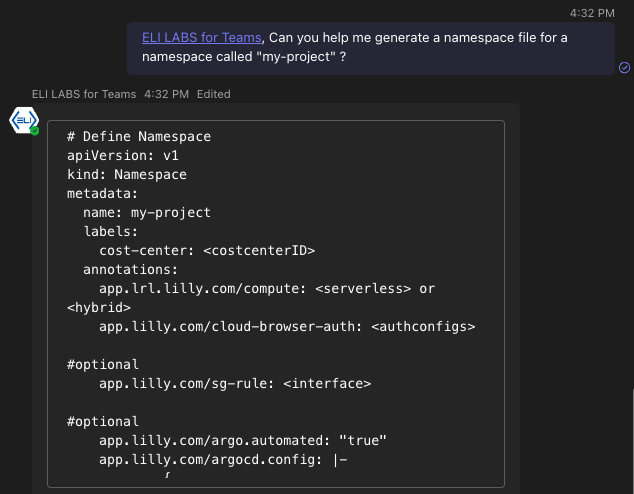 4:32 PM
ELI LABS for Teams, Can you help me generate a namespace file for a
namespace called "my-project" ?
ELI LABS for Teams 4:32 PM Edited
ELI
# Define Namespace
apiVersion: v1
kind: Namespace
metadata:
  name: my-project
  labels:
    cost-center: <costcenterID>
  annotations:
    app.lrl.lilly.com/compute: <serverless> or
<hybrid>
    app.lilly.com/cloud-browser-auth: <authconfigs>
#optional
    app.lilly.com/sg-rule: <interface>
#optional
    app.lilly.com/argo.automated: "true"
    app.lilly.com/argocd.config: |-